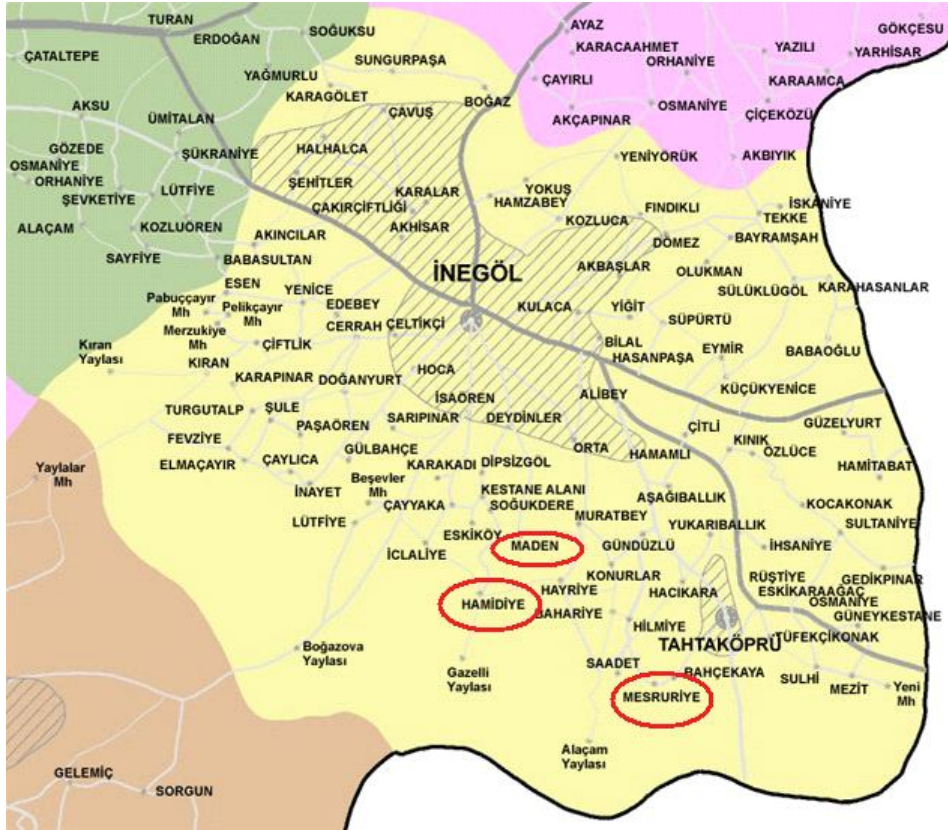 TURAN
GÖKÇESU
ÇATALTEPE
ERDOĞAN
SOĞUKSU
AYAZ
KARACAAHMET
ORHANİYE
YAZILI
YARHİSAR
SUNGURPAŞA
YAĞMURLU
KARAGÖLET
ÇAYIRLI
KARAAMCA
AKSU
BOĞAZ
OSMANİYE
ÇAVUŞ
AKÇAPINAR
ÇİÇEKÖZÜ
ÜMİTALAN
GÖZEDE
HALHALCA
ŞÜKRANİYE
YENİYÖRÜK
AKBIYIK
OSMANİYE
ORHANİYE
ŞEVKETİYE
LÜTFİYE
ŞEHİTLER
KARALAR
YOKUŞ
HAMZABEY
İSKANİYE
ÇAKIRÇİFTLİĞİ
FINDIKLI
TEKKE
ALAÇAM
KOZLUÖREN
AKHİSAR
KOZLUCA
AKINCILAR
DÖMEZ
BAYRAMŞAH
SAYFİYE
BABASULTAN
İNEGÖL
AKBAŞLAR
OLUKMAN
ESEN
YENİCE
SÜLÜKLÜGÖL
KARAHASANLAR
Pabuççayır
Mh
Pelikçayır
Mh
EDEBEY
KULACA
YİĞİT
Merzukiye
Mh
CERRAH
ÇELTİKÇİ
SÜPÜRTÜ
Kıran
Yaylası
ÇİFTLİK
BİLAL
HASANPAŞA
EYMİR
BABAOĞLU
KIRAN
HOCA
KARAPINAR
DOĞANYURT
KÜÇÜKYENİCE
İSAÖREN
ALİBEY
TURGUTALP
ŞULE
SARIPINAR
DEYDİNLER
PAŞAÖREN
ÇİTLİ
GÜZELYURT
FEVZİYE
GÜLBAHÇE
ORTA
HAMAMLI
KINIK
ÖZLÜCE
ELMAÇAYIR
ÇAYLICA
KARAKADI
DİPSİZGÖL
HAMİTABAT
Yaylalar
Mh
Beşevler
Mh
İNAYET
KESTANE ALANI
AŞAĞIBALLIK
ÇAYYAKA
SOĞUKDERE
KOCAKONAK
LÜTFİYE
MURATBEY
YUKARIBALLIK
SULTANİYE
ESKİKÖY
İCLALİYE
MADEN
GÜNDÜZLÜ
İHSANİYE
KONURLAR
RÜŞTİYE
GEDİKPINAR
HAYRİYE
HACIKARA
ESKİKARAAĞAÇ
HAMİDİYE
BAHARİYE
OSMANİYE
GÜNEYKESTANE
HİLMİYE
TAHTAKÖPRÜ
TÜFEKÇİKONAK
Boğazova
Yaylası
Gazelli
Yaylası
SAADET
BAHÇEKAYA
SULHİ
MEZİT
Yeni
Mh
MESRURİYE
Alaçam
Yaylası
GELEMİÇ
SORGUN